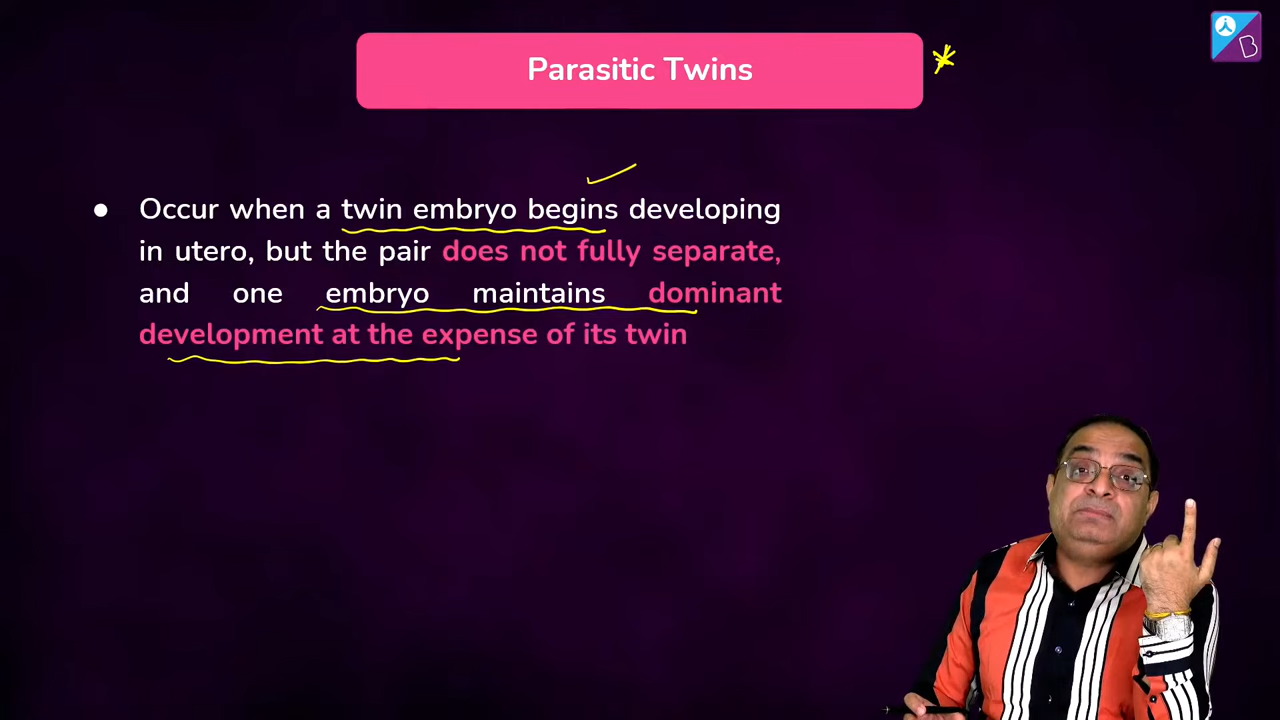 Parasitic Twins
● Occur when a twin embryo begins developing
in utero, but the pair does not fully separate,
and one embryo maintains dominant
development at the expense of its twin
B